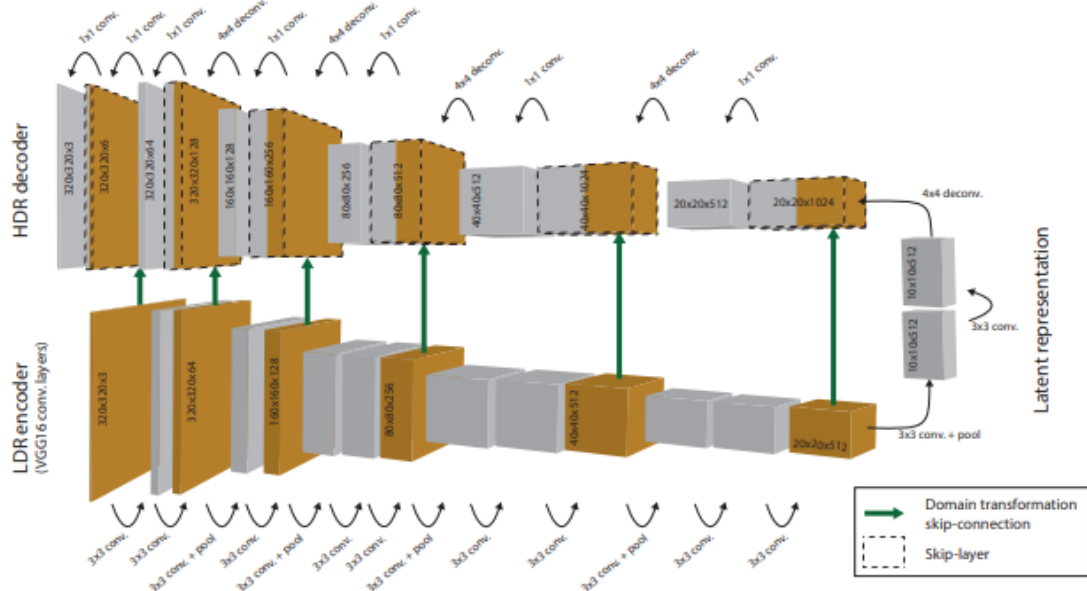 1x1 conv.
1x1 conv.
1x1 conv.
4x4 deconv.
1x1 conv.
4x4 deconv.
1x1 conv.
4x4 deconv.
1x1 conv.
4x4 deconv.
1x1 conv.
HDR decoder
320x320x3
320x320x6
320x320x64
320x320x128
160x160x128
160x160x256
80x80x256
80x80x512
40x40x512
40x40x1024
20x20x512
20x20x1024
4x4 deconv.
10x10x512
10x10x512
3x3 conv.
Latent representation
LDR encoder
(VGG16 conv. layers)
320x320x3
320x320x64
160x160x128
80x80x256
40x40x512
20x20x512
3x3 conv. + pool
3x3 conv.
3x3 conv.
3x3 conv. + pool
3x3 conv.
3x3 conv. + pool
3x3 conv.
3x3 conv.
3x3 conv. + pool
3x3 conv.
3x3 conv.
3x3 conv. + pool
3x3 conv.
3x3 conv.
Domain transformation
skip-connection
Skip-layer